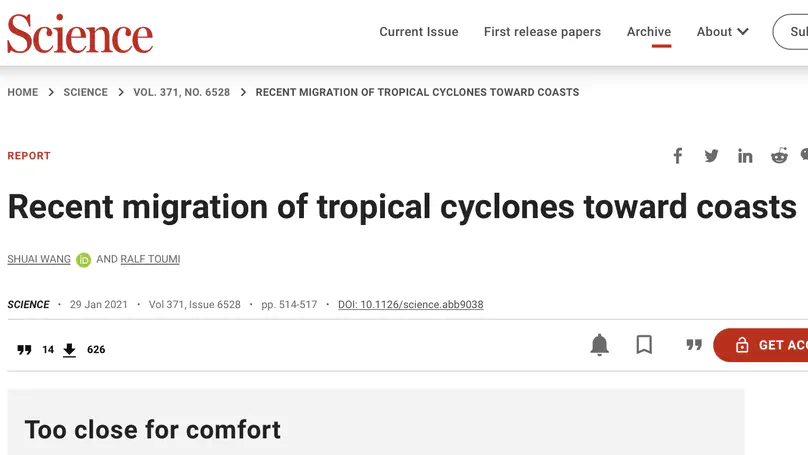 Science
Current Issue First release papers Archive About
HOME > SCIENCE > VOL. 371, NO. 6528 > RECENT MIGRATION OF TROPICAL CYCLONES TOWARD COASTS
REPORT
Recent migration of tropical cyclones toward coasts
SHUAI WANG iD AND RALF TOUMI
SCIENCE • 29 Jan 2021 • Vol 371, Issue 6528 • pp. 514-517 • DOI: 10.1126/science.abb9038
14 626
GET
Too close for comfort